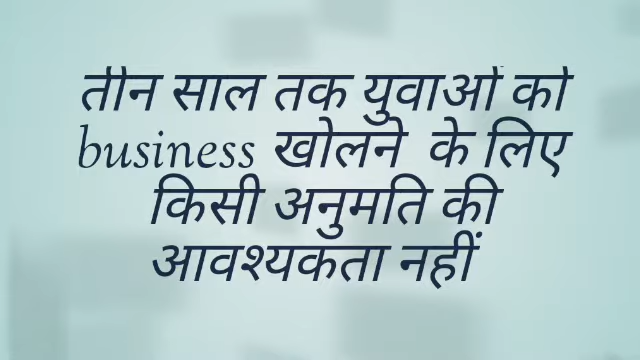 तीन साल तक युवाओं को
business खोलने के लिए
किसी अनुमति की
आवश्यकता नहीं